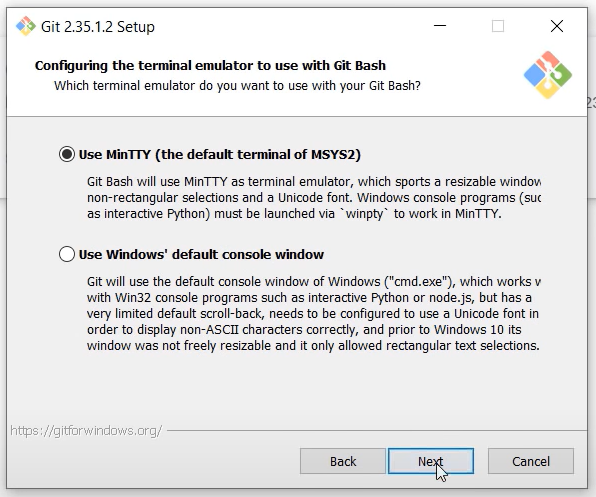 Git 2.35.1.2 Setup
Configuring the terminal emulator to use with Git Bash
Which terminal emulator do you want to use with your Git Bash?
Use MinTTY (the default terminal of MSYS2)
Git Bash will use MinTTY as terminal emulator, which sports a resizable window
non-rectangular selections and a Unicode font. Windows console programs (suc
as interactive Python) must be launched via `winpty` to work in MinTTY.
Use Windows' default console window
Git will use the default console window of Windows ("cmd.exe"), which works w
with Win32 console programs such as interactive Python or node.js, but has a
very limited default scroll-back, needs to be configured to use a Unicode font in
order to display non-ASCII characters correctly, and prior to Windows 10 its
window was not freely resizable and it only allowed rectangular text selections.
https://gitforwindows.org/
Back
Next
Cancel